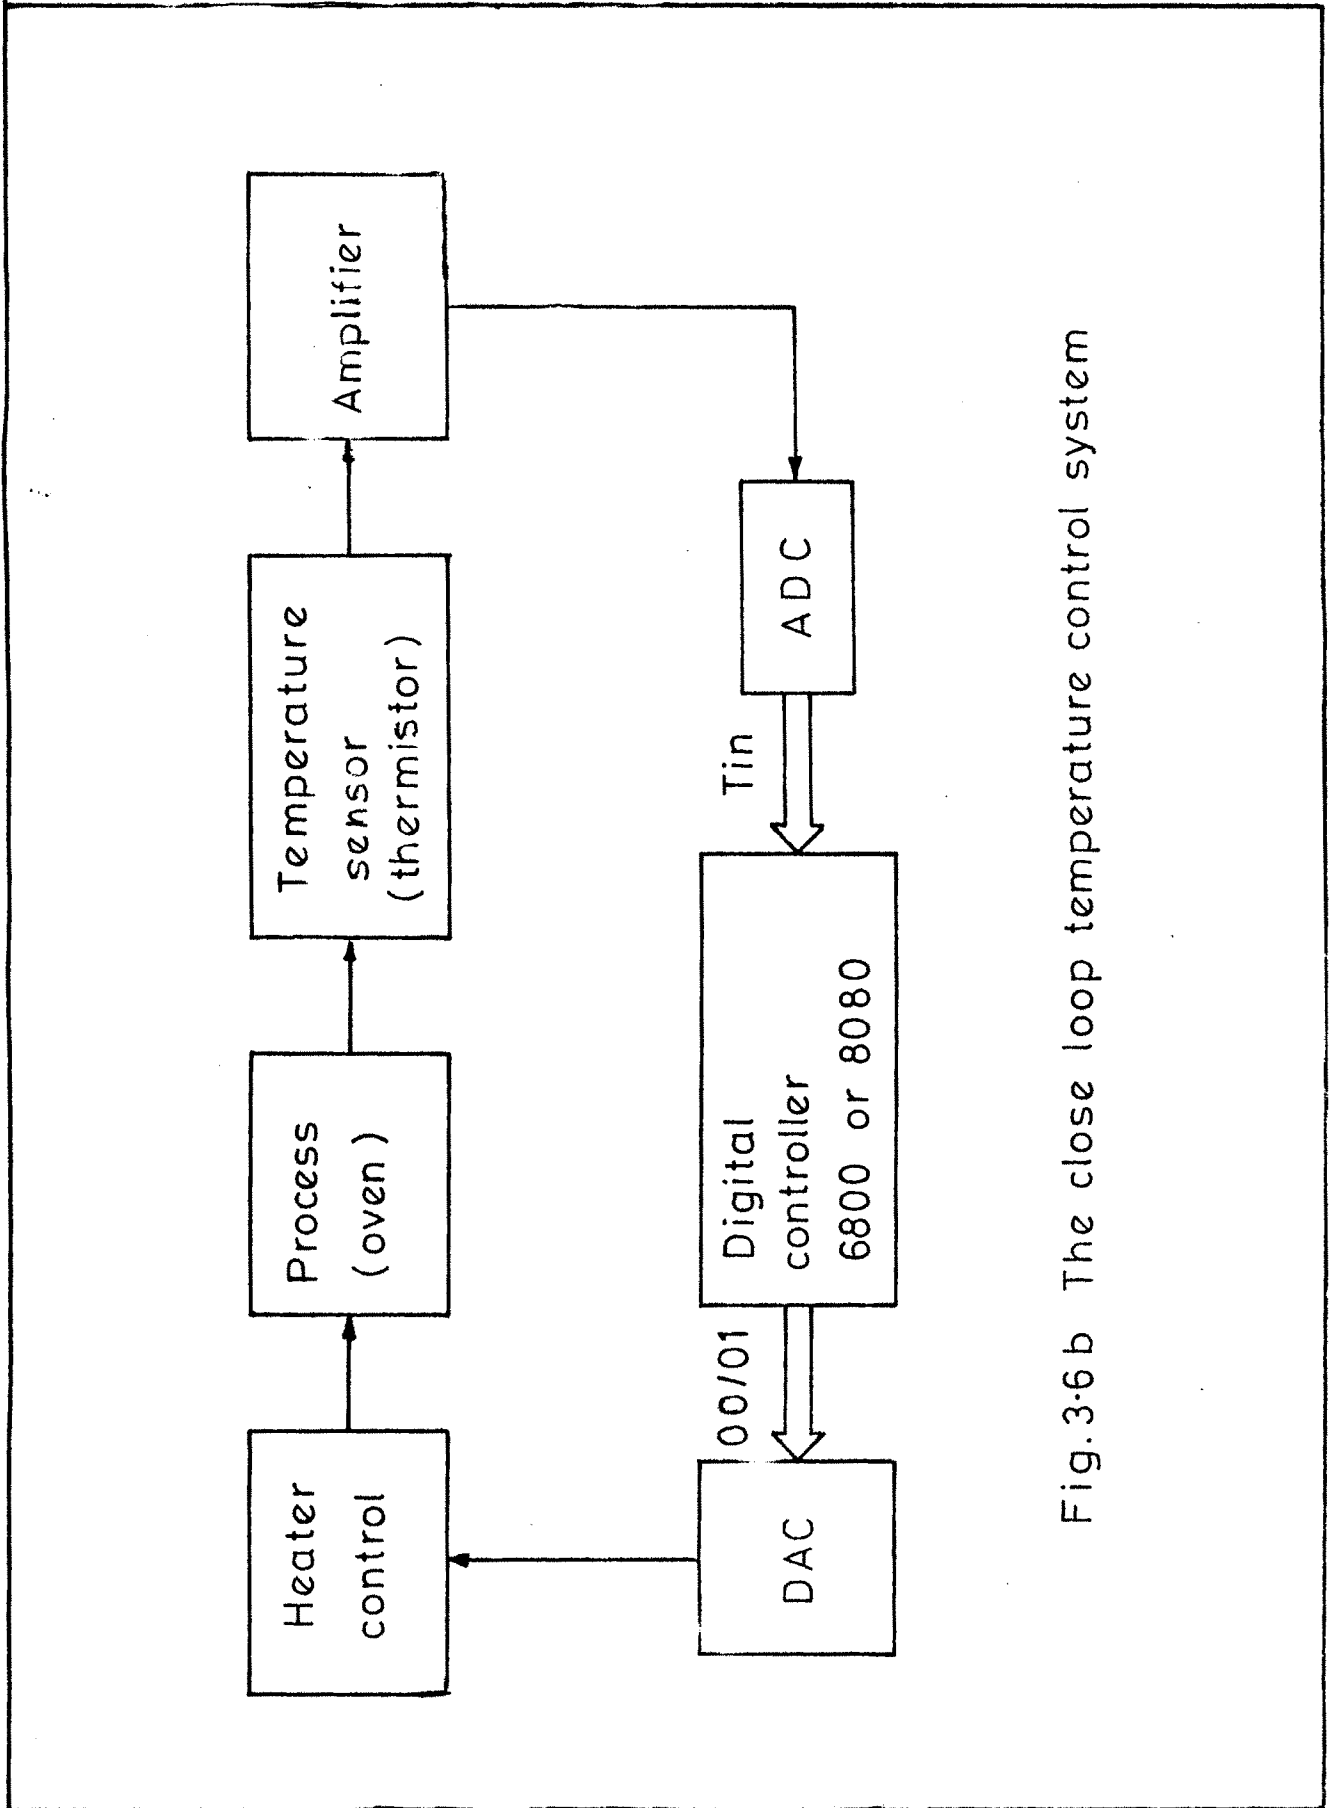 Heater
control
Process
(oven)
Temperature
sensor
(thermistor)
Amplifier
DAC
00/01
Digital
controller
6800 or 8080
Tin
ADC
Fig.3·6b The close loop temperature control system